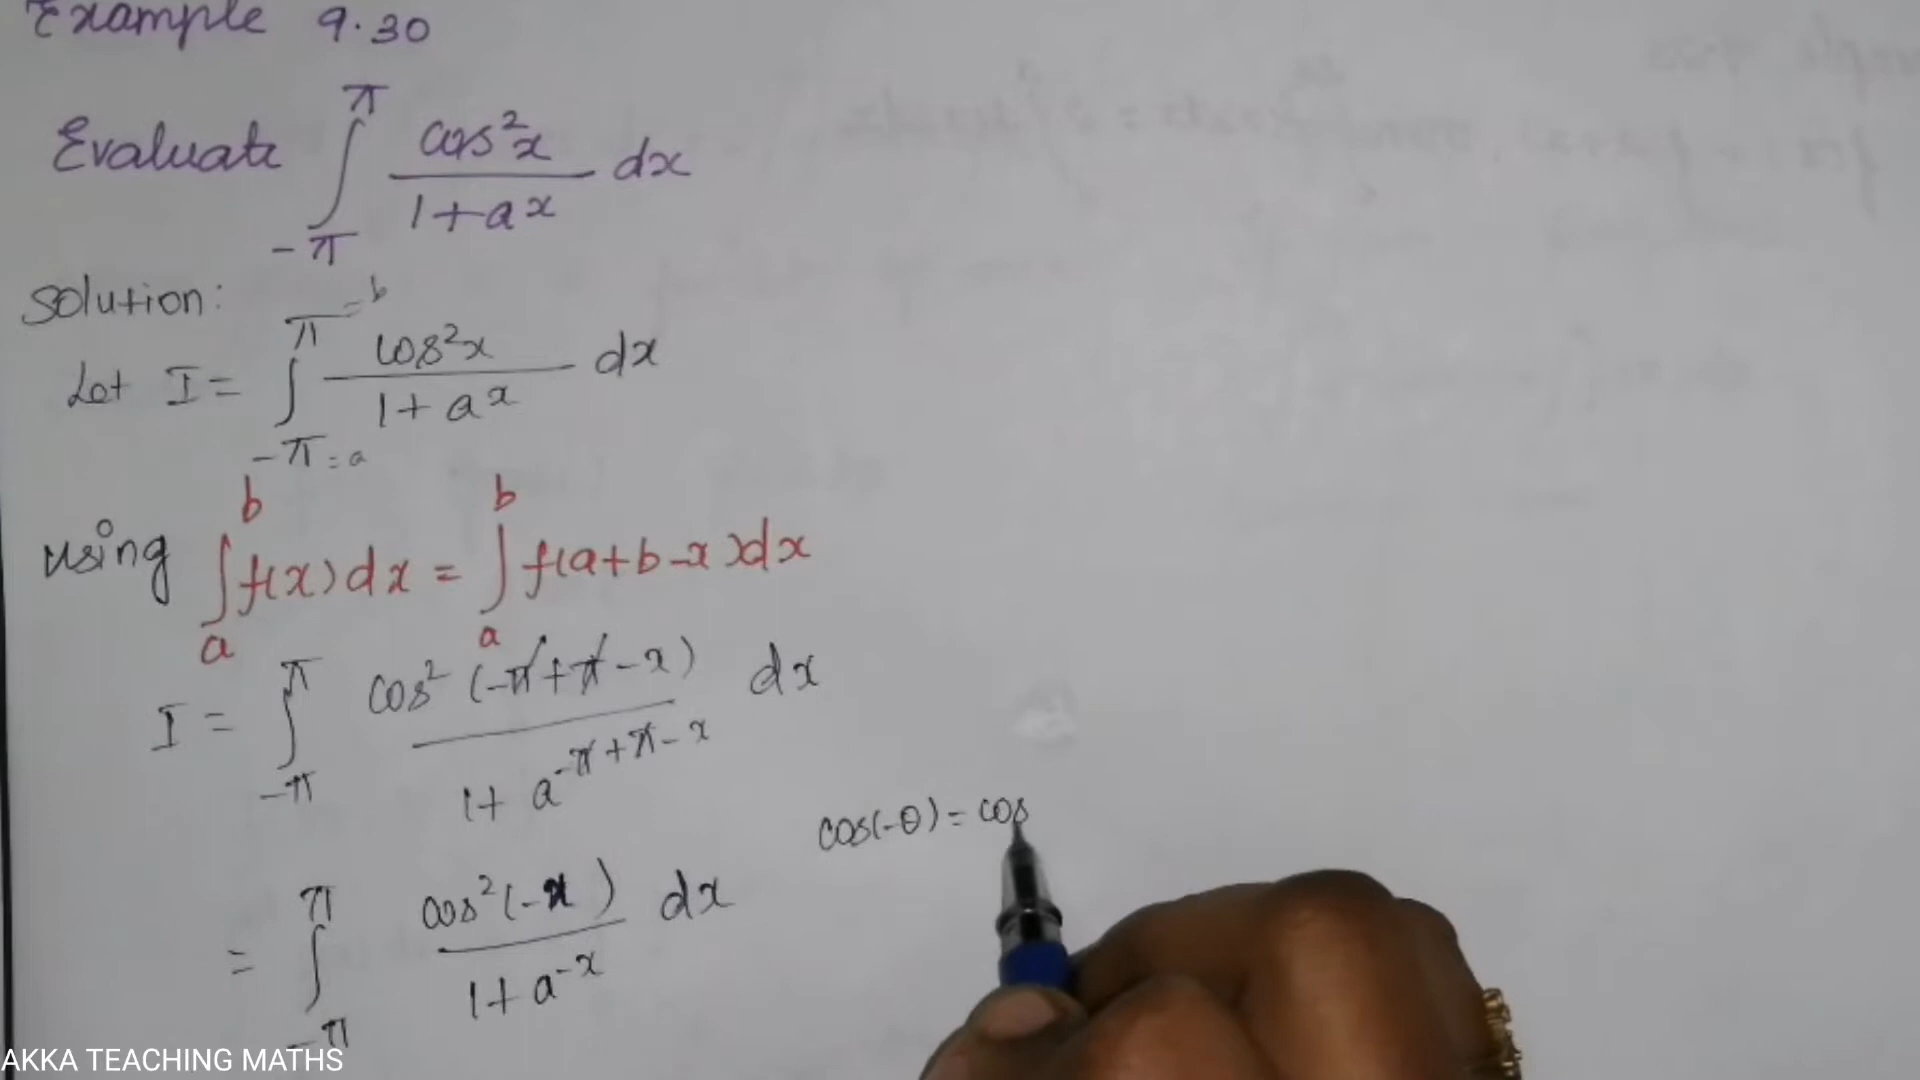 Example 9.30
Evaluate ∫_{-π}^{π} cos²x / (1+a^x) dx
Solution:
Let I = ∫_{-π=a}^{π=b} cos²x / (1+a^x) dx
using ∫_a^b f(x)dx = ∫_a^b f(a+b-x)dx
I = ∫_{-π}^{π} cos²(-π+π-x) / (1+a^{-π+π-x}) dx
cos(-θ) = cos
= ∫_{-π}^{π} cos²(-x) / (1+a^{-x}) dx
AKKA TEACHING MATHS